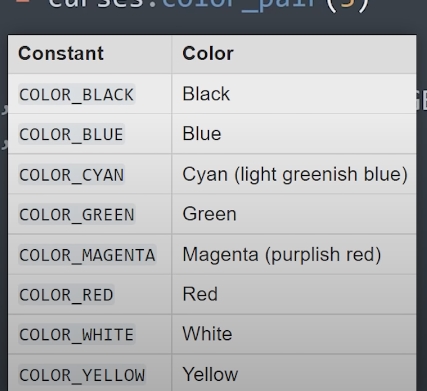 = curses.color_pair(3)
Constant Color
COLOR_BLACK Black
COLOR_BLUE Blue
COLOR_CYAN Cyan (light greenish blue)
COLOR_GREEN Green
COLOR_MAGENTA Magenta (purplish red)
COLOR_RED Red
COLOR_WHITE White
COLOR_YELLOW Yellow